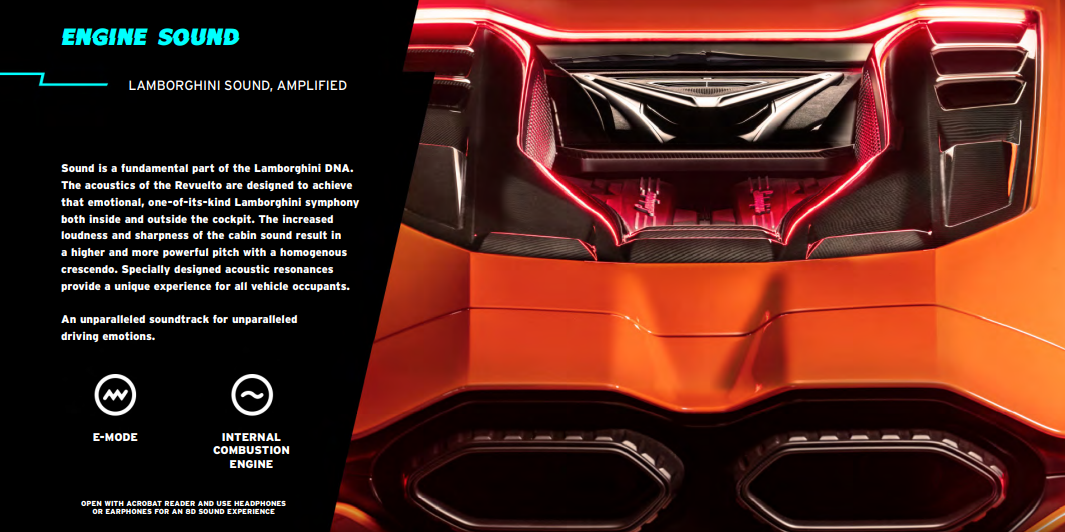 ENGINE SOUND
LAMBORGHINI SOUND, AMPLIFIED
Sound is a fundamental part of the Lamborghini DNA.
The acoustics of the Revuelto are designed to achieve
that emotional, one-of-its-kind Lamborghini symphony
both inside and outside the cockpit. The increased
loudness and sharpness of the cabin sound result in
a higher and more powerful pitch with a homogenous
crescendo. Specially designed acoustic resonances
provide a unique experience for all vehicle occupants.
An unparalleled soundtrack for unparalleled
driving emotions.
E-MODE
INTERNAL
COMBUSTION
ENGINE
OPEN WITH ACROBAT READER AND USE HEADPHONES
OR EARPHONES FOR AN 8D SOUND EXPERIENCE